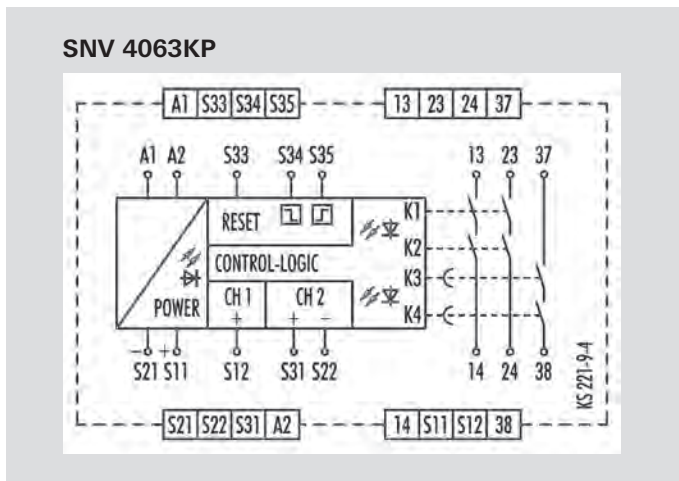 SNV 4063KP
A1 S33 S34 S35 13 23 24 37
A1 A2 S33 S34 S35 13 23 37
RESET K1
K2
CONTROL-LOGIC
K3
CH 1 CH 2
POWER + + – K4
– + 
S21 S11 S12 S31 S22 14 24 38
KS 221-9-4
S21 S22 S31 A2 14 S11 S12 38